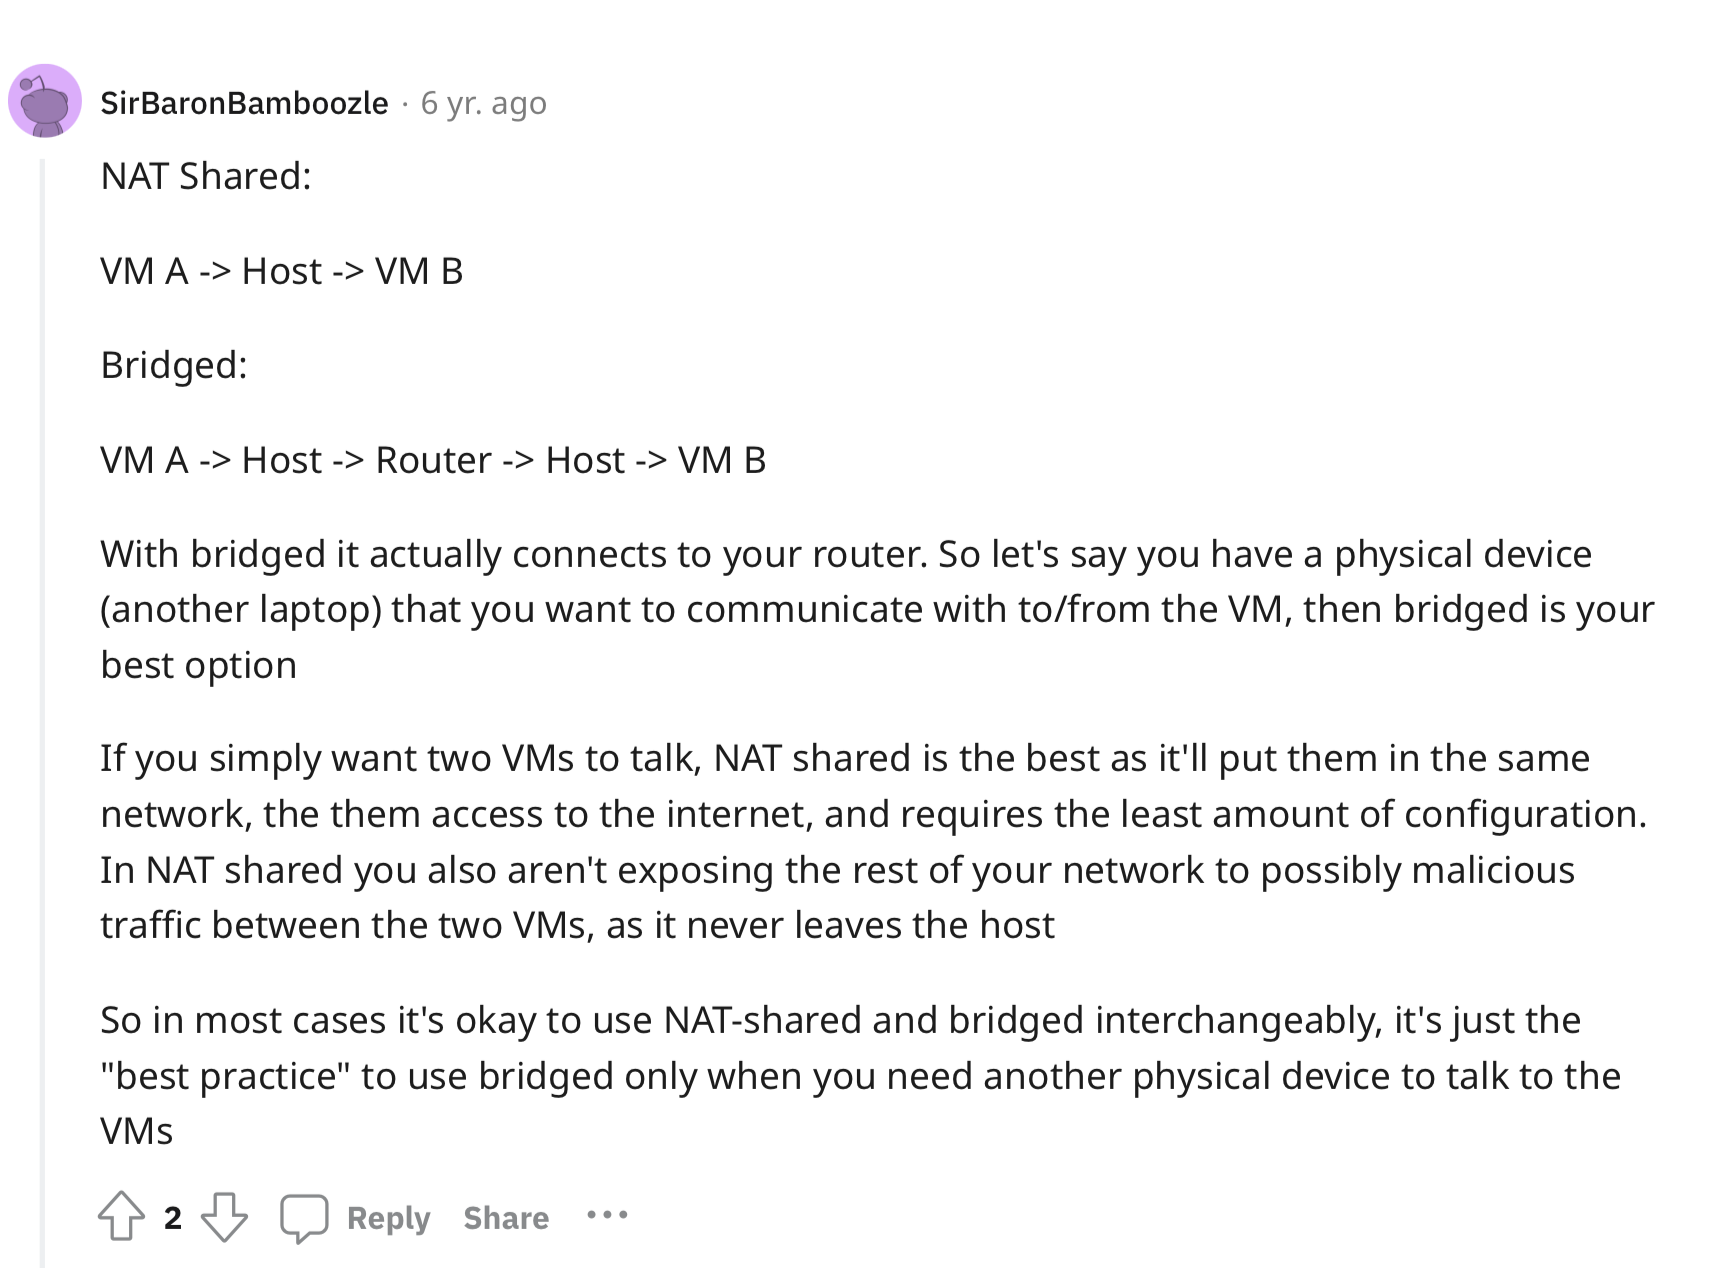 SirBaronBamboozle · 6 yr. ago
NAT Shared:
VM A -> Host -> VM B
Bridged:
VM A -> Host -> Router -> Host -> VM B
With bridged it actually connects to your router. So let's say you have a physical device
(another laptop) that you want to communicate with to/from the VM, then bridged is your
best option
If you simply want two VMs to talk, NAT shared is the best as it'll put them in the same
network, the them access to the internet, and requires the least amount of configuration.
In NAT shared you also aren't exposing the rest of your network to possibly malicious
traffic between the two VMs, as it never leaves the host
So in most cases it's okay to use NAT-shared and bridged interchangeably, it's just the
"best practice" to use bridged only when you need another physical device to talk to the
VMs
2 Reply Share ···